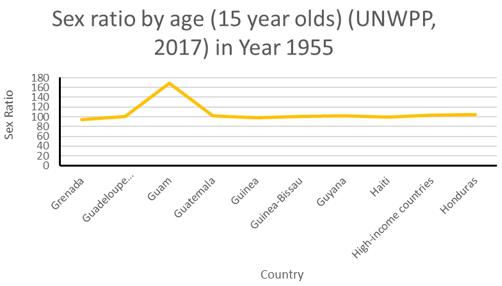 Sex ratio by age (15 year olds) (UNWPP,
2017) in Year 1955
Sex Ratio
180
160
140
120
100
80
60
40
20
0
Grenada
Guadeloupe...
Guam
Guatemala
Guinea
Guinea-Bissau
Guyana
Haiti
High-income countries
Honduras
Country